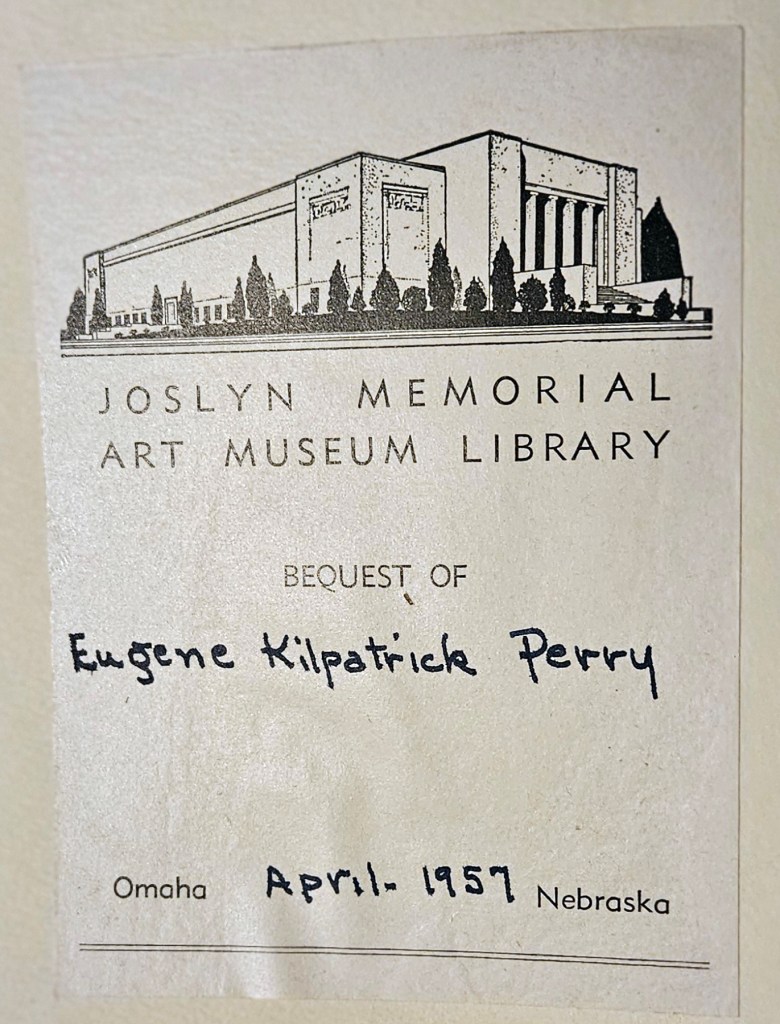 JOSLYN MEMORIAL
ART MUSEUM LIBRARY
BEQUEST OF
Eugene Kilpatrick Perry
Omaha April- 1957 Nebraska